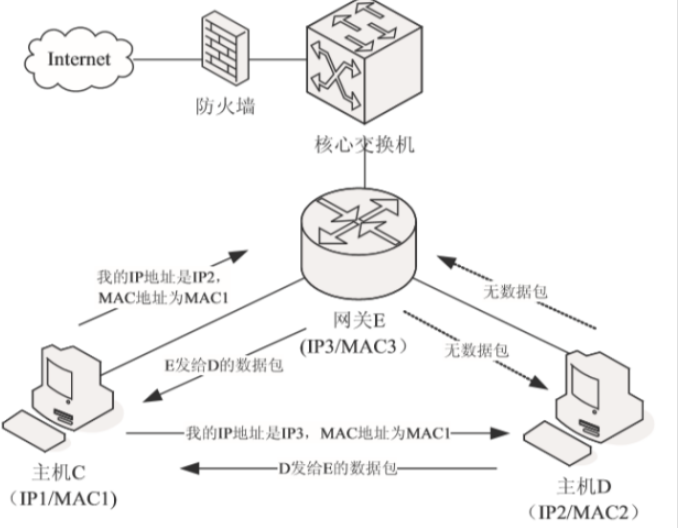 Internet
防火墙
核心交换机
我的IP地址是IP2，
MAC地址为MAC1
无数据包
网关E
(IP3/MAC3）
E发给D的数据包
无数据包
我的IP地址是IP3，MAC地址为MAC1
D发给E的数据包
主机C
（IP1/MAC1)
主机D
（IP2/MAC2）